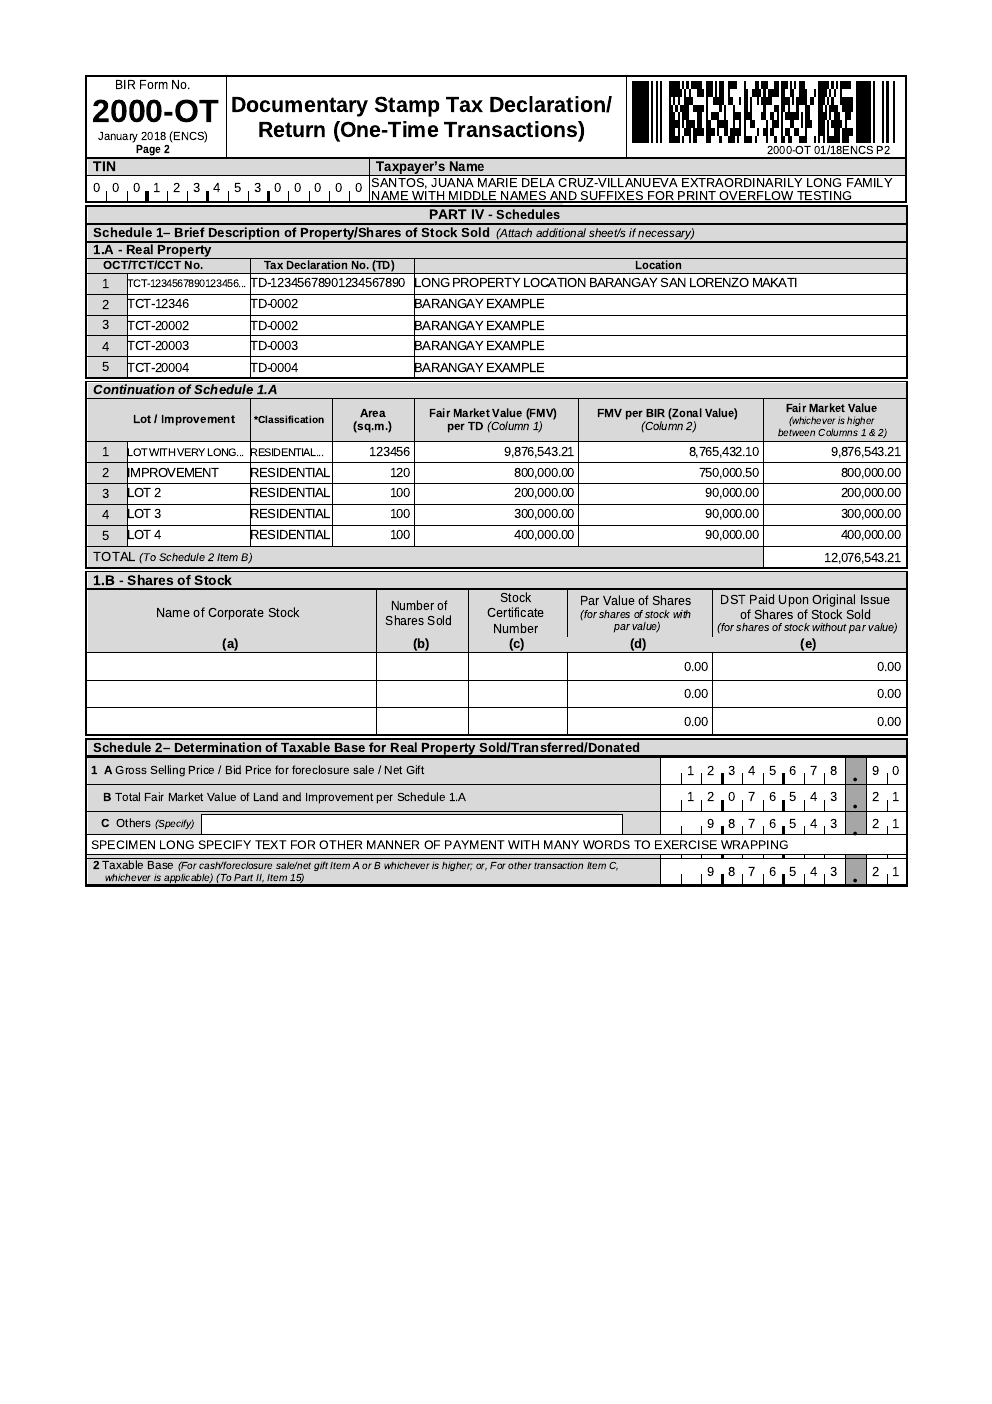 BIR Form No.
2000-OT
January 2018 (ENCS)
Page 2
Documentary Stamp Tax Declaration/
Return (One-Time Transactions)
2000-OT 01/18ENCS P2
TIN Taxpayer's Name
0 0 0 1 2 3 4 5 3 0 0 0 0 0 SANTOS, JUANA MARIE DELA CRUZ-VILLANUEVA EXTRAORDINARILY LONG FAMILY
NAME WITH MIDDLE NAMES AND SUFFIXES FOR PRINT OVERFLOW TESTING
PART IV - Schedules
Schedule 1– Brief Description of Property/Shares of Stock Sold (Attach additional sheet/s if necessary)
1.A - Real Property
OCT/TCT/CCT No. Tax Declaration No. (TD) Location
1 TCT-1234567890123456... TD-12345678901234567890 LONG PROPERTY LOCATION BARANGAY SAN LORENZO MAKATI
2 TCT-12346 TD-0002 BARANGAY EXAMPLE
3 TCT-20002 TD-0002 BARANGAY EXAMPLE
4 TCT-20003 TD-0003 BARANGAY EXAMPLE
5 TCT-20004 TD-0004 BARANGAY EXAMPLE
Continuation of Schedule 1.A
Lot / Improvement *Classification Area (sq.m.) Fair Market Value (FMV) per TD (Column 1) FMV per BIR (Zonal Value) (Column 2) Fair Market Value (whichever is higher between Columns 1 & 2)
1 LOT WITH VERY LONG... RESIDENTIAL... 123456 9,876,543.21 8,765,432.10 9,876,543.21
2 IMPROVEMENT RESIDENTIAL 120 800,000.00 750,000.50 800,000.00
3 LOT 2 RESIDENTIAL 100 200,000.00 90,000.00 200,000.00
4 LOT 3 RESIDENTIAL 100 300,000.00 90,000.00 300,000.00
5 LOT 4 RESIDENTIAL 100 400,000.00 90,000.00 400,000.00
TOTAL (To Schedule 2 Item B) 12,076,543.21
1.B - Shares of Stock
Name of Corporate Stock Number of Shares Sold Stock Certificate Number Par Value of Shares (for shares of stock with par value) DST Paid Upon Original Issue of Shares of Stock Sold (for shares of stock without par value)
(a) (b) (c) (d) (e)
0.00 0.00
0.00 0.00
0.00 0.00
Schedule 2– Determination of Taxable Base for Real Property Sold/Transferred/Donated
1 A Gross Selling Price / Bid Price for foreclosure sale / Net Gift 1 2 3 4 5 6 7 8 . 9 0
B Total Fair Market Value of Land and Improvement per Schedule 1.A 1 2 0 7 6 5 4 3 . 2 1
C Others (Specify) 9 8 7 6 5 4 3 . 2 1
SPECIMEN LONG SPECIFY TEXT FOR OTHER MANNER OF PAYMENT WITH MANY WORDS TO EXERCISE WRAPPING
2 Taxable Base (For cash/foreclosure sale/net gift Item A or B whichever is higher; or, For other transaction Item C, 9 8 7 6 5 4 3 . 2 1
whichever is applicable) (To Part II, Item 15)